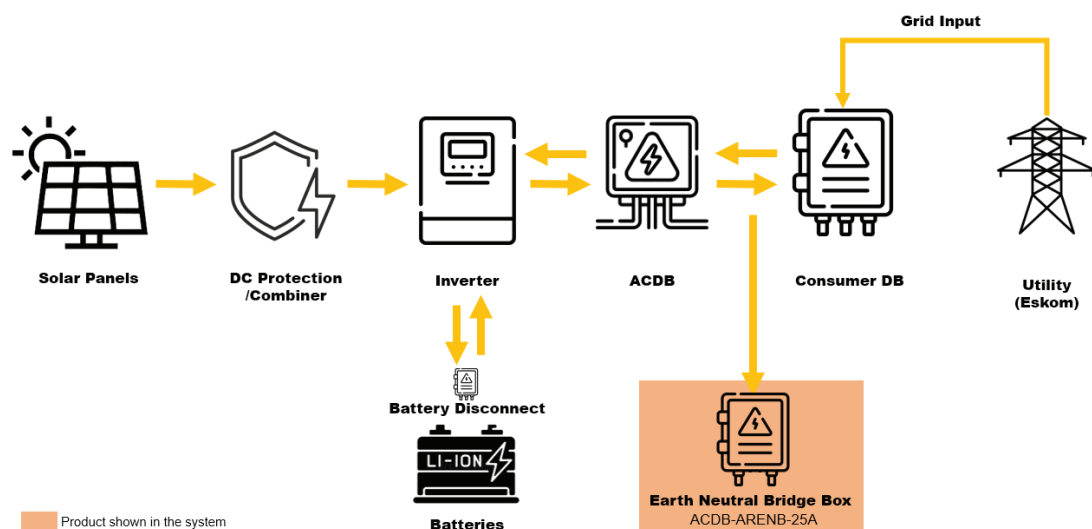 Grid Input
Solar Panels
DC Protection
/Combiner
Inverter
ACDB
Consumer DB
Utility
(Eskom)
Battery Disconnect
LI-ION
Batteries
Earth Neutral Bridge Box
ACDB-ARENB-25A
Product shown in the system